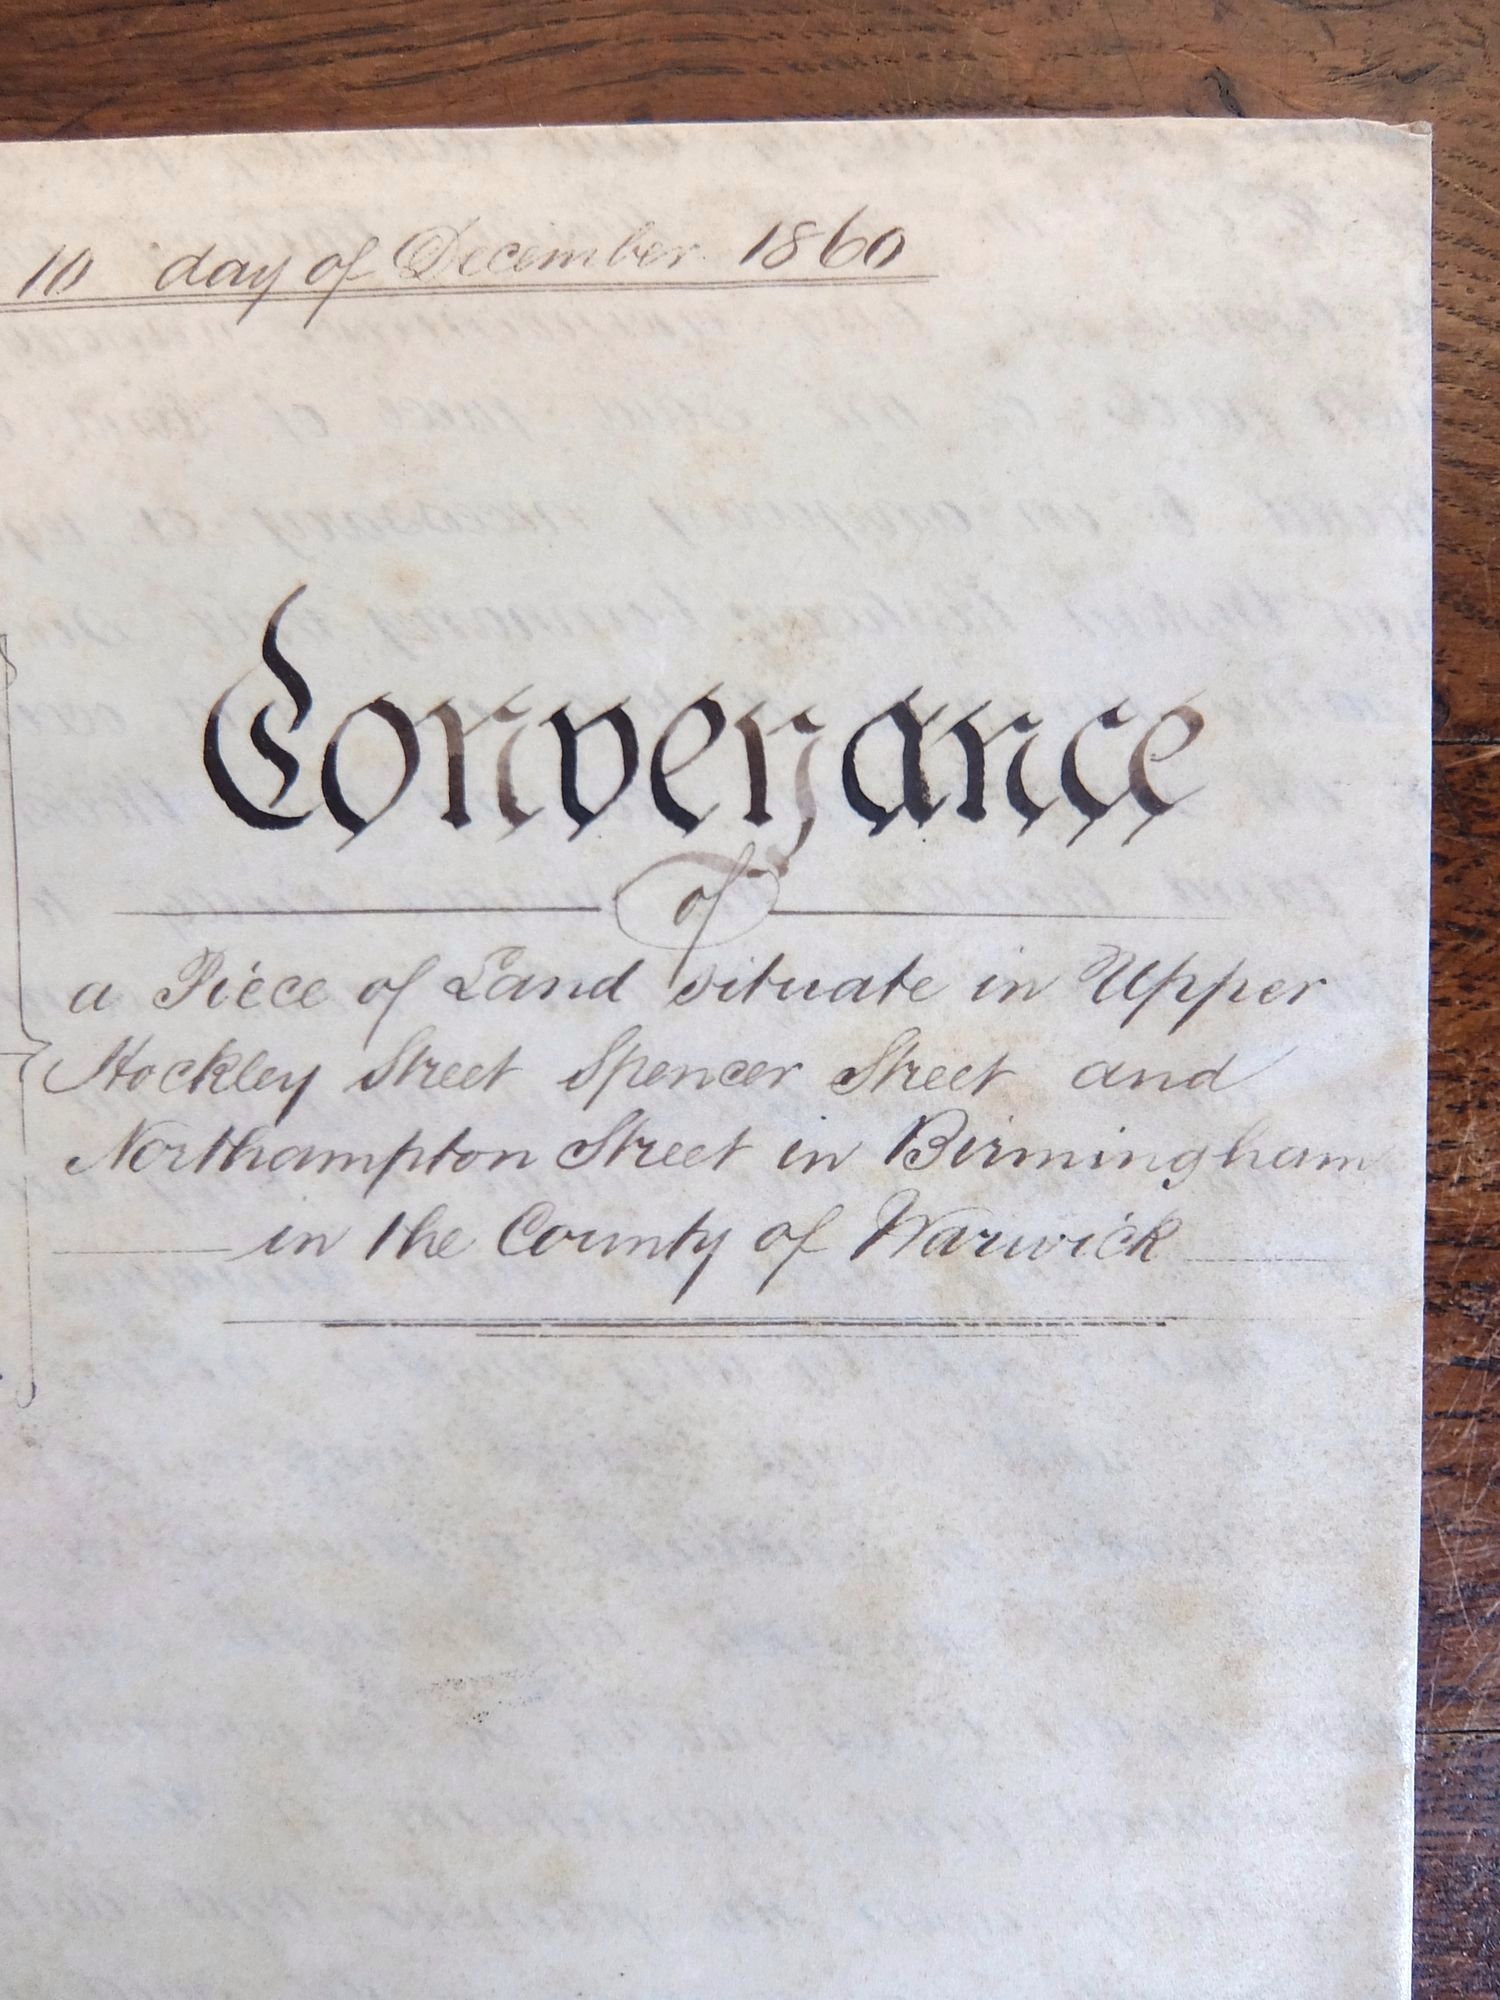 10 day of December 1860
Conveyance
of
a Piece of Land situate in Upper
Hockley Street Spencer Street and
Northampton Street in Birmingham
in the County of Warwick